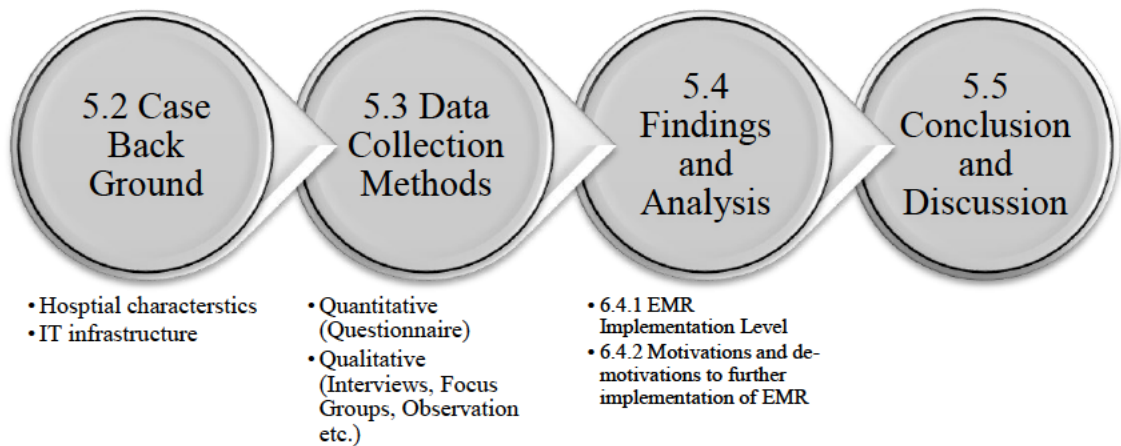 5.2 Case
Back
Ground
5.3 Data
Collection
Methods
5.4
Findings
and
Analysis
5.5
Conclusion
and
Discussion
• Hosptial characterstics
• IT infrastructure
• Quantitative
(Questionnaire)
• Qualitative
(Interviews, Focus
Groups, Observation
etc.)
• 6.4.1 EMR
Implementation Level
• 6.4.2 Motivations and de-
motivations to further
implementation of EMR